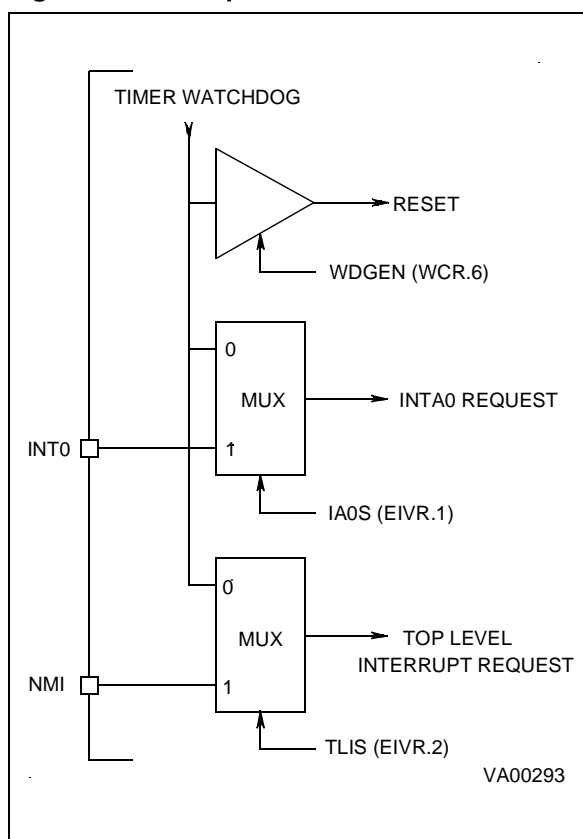 TIMER WATCHDOG
RESET
WDGEN (WCR.6)
0
MUX
INTA0 REQUEST
INT0
1
IA0S (EIVR.1)
0
MUX
TOP LEVEL
INTERRUPT REQUEST
NMI
1
TLIS (EIVR.2)
VA00293